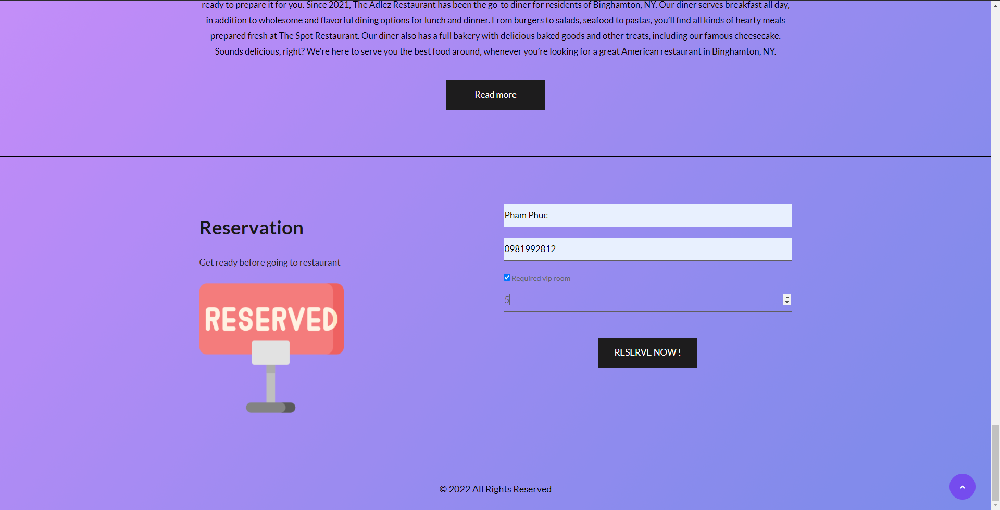 ready to prepare it for you. Since 2021, The Adlez Restaurant has been the go-to diner for residents of Binghamton, NY. Our diner serves breakfast all day,
in addition to wholesome and flavorful dining options for lunch and dinner. From burgers to salads, seafood to pastas, you’ll find all kinds of hearty meals
prepared fresh at The Spot Restaurant. Our diner also has a full bakery with delicious baked goods and other treats, including our famous cheesecake.
Sounds delicious, right? We’re here to serve you the best food around, whenever you’re looking for a great American restaurant in Binghamton, NY.
Read more
Reservation
Get ready before going to restaurant
RESERVED
Pham Phuc
0981992812
Required vip room
5
RESERVE NOW !
© 2022 All Rights Reserved